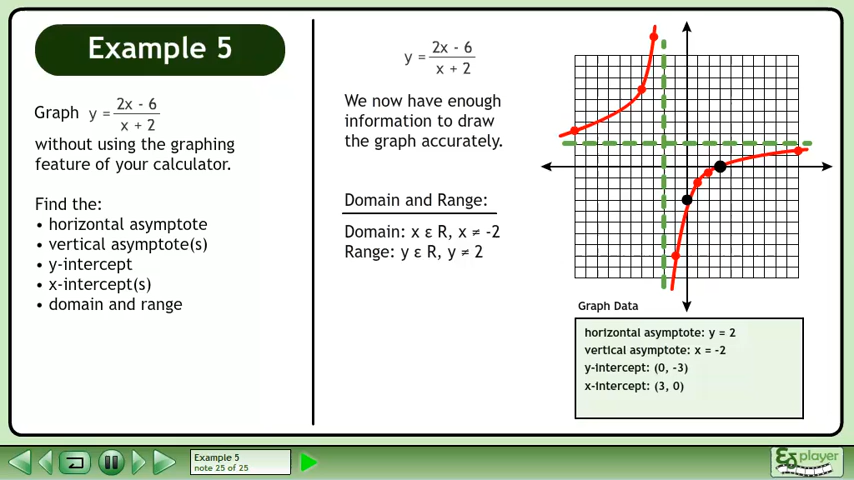 Example 5
Graph y = 2x - 6 / x + 2
without using the graphing
feature of your calculator.
Find the:
• horizontal asymptote
• vertical asymptote(s)
• y-intercept
• x-intercept(s)
• domain and range
y = 2x - 6 / x + 2
We now have enough
information to draw
the graph accurately.
Domain and Range:
Domain: x ε R, x ≠ -2
Range: y ε R, y ≠ 2
Graph Data
horizontal asymptote: y = 2
vertical asymptote: x = -2
y-intercept: (0, -3)
x-intercept: (3, 0)
Example 5
note 25 of 25
Ez player